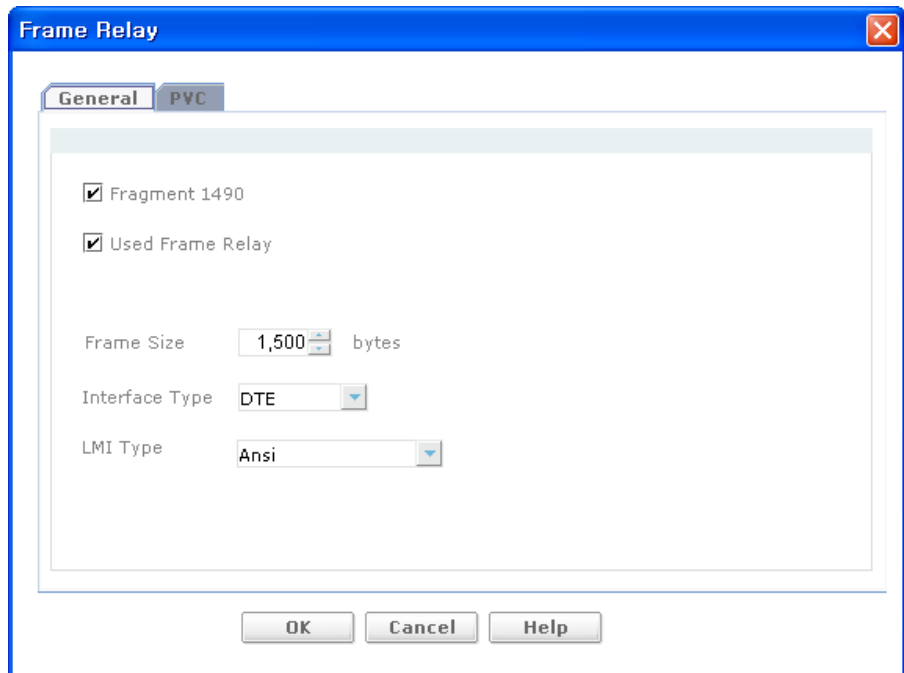 Frame Relay
General PVC
Fragment 1490
Used Frame Relay
Frame Size 1,500 bytes
Interface Type DTE
LMI Type Ansi
OK Cancel Help